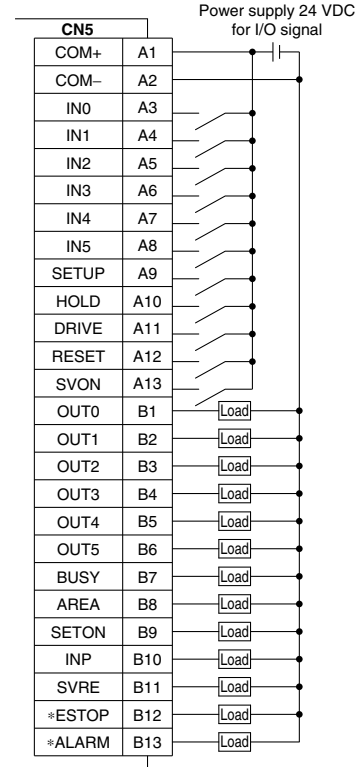 Power supply 24 VDC
for I/O signal
CN5
COM+ A1
COM− A2
IN0 A3
IN1 A4
IN2 A5
IN3 A6
IN4 A7
IN5 A8
SETUP A9
HOLD A10
DRIVE A11
RESET A12
SVON A13
OUT0 B1 Load
OUT1 B2 Load
OUT2 B3 Load
OUT3 B4 Load
OUT4 B5 Load
OUT5 B6 Load
BUSY B7 Load
AREA B8 Load
SETON B9 Load
INP B10 Load
SVRE B11 Load
*ESTOP B12 Load
*ALARM B13 Load